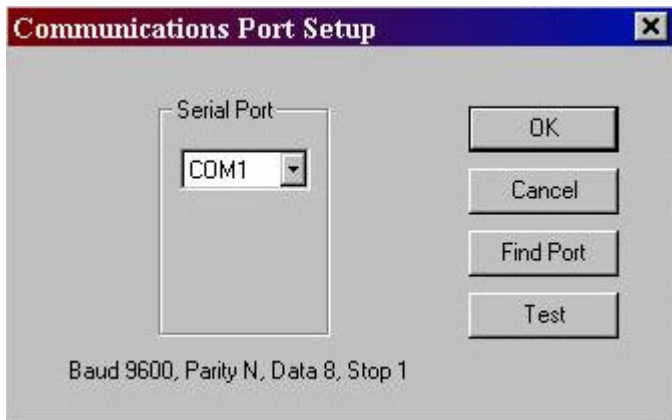 Communications Port Setup
Serial Port
COM1
OK
Cancel
Find Port
Test
Baud 9600, Parity N, Data 8, Stop 1